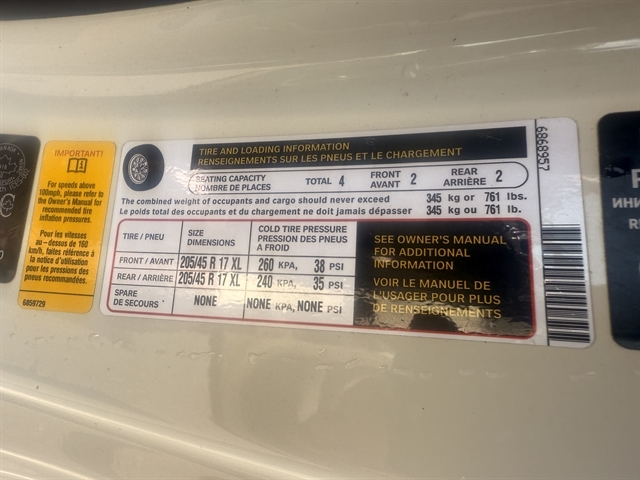 IMPORTANT!
For speeds above
100mph, please refer to
the Owner's Manual for
recommended tire
inflation pressures.
Pour les vitesses
au – dessus de 160
km/h, faites référence à
la notice d'utilisation
pour les pressions des
pneus recommandées.
6859729
TIRE AND LOADING INFORMATION
RENSEIGNEMENTS SUR LES PNEUS ET LE CHARGEMENT
SEATING CAPACITY
NOMBRE DE PLACES
TOTAL 4
FRONT
AVANT 2
REAR
ARRIÈRE 2
The combined weight of occupants and cargo should never exceed 345 kg or 761 lbs.
Le poids total des occupants et du chargement ne doit jamais dépasser 345 kg ou 761 lb.
TIRE / PNEU
SIZE
DIMENSIONS
COLD TIRE PRESSURE
PRESSION DES PNEUS
A FROID
FRONT / AVANT 205/45 R 17 XL 260 KPA, 38 PSI
REAR / ARRIÈRE 205/45 R 17 XL 240 KPA, 35 PSI
SPARE
DE SECOURS NONE NONE KPA, NONE PSI
SEE OWNER'S MANUAL
FOR ADDITIONAL
INFORMATION
VOIR LE MANUEL DE
L'USAGER POUR PLUS
DE RENSEIGNEMENTS
6868957